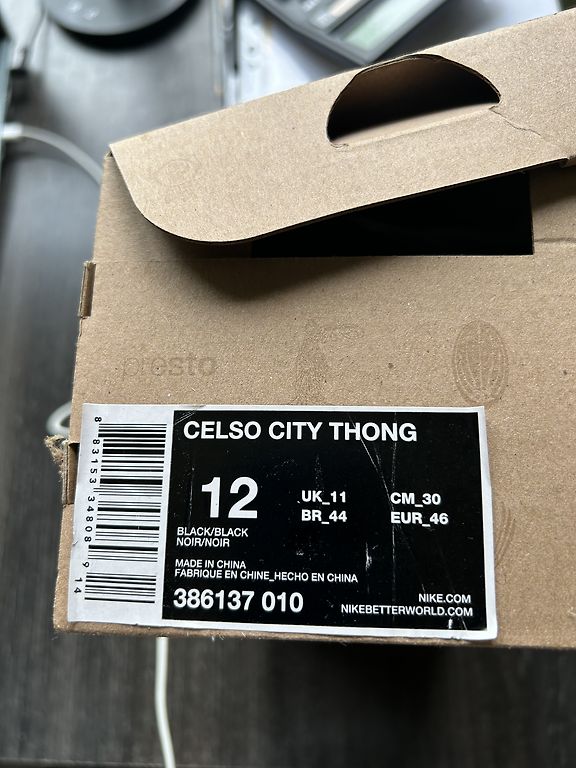 presto
8 83153 34808 9 14
CELSO CITY THONG
12
UK_11
CM_30
BR_44
EUR_46
BLACK/BLACK
NOIR/NOIR
MADE IN CHINA
FABRIQUE EN CHINE_HECHO EN CHINA
386137 010
NIKE.COM
NIKEBETTERWORLD.COM